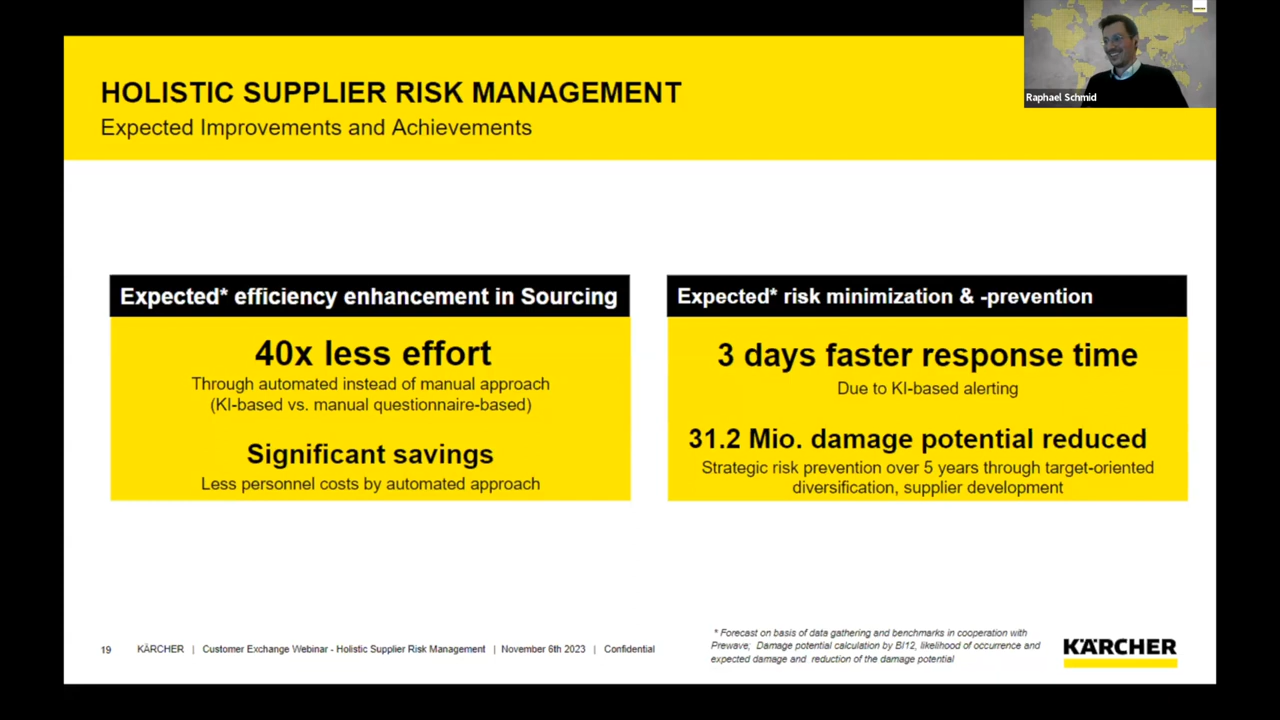 HOLISTIC SUPPLIER RISK MANAGEMENT
Expected Improvements and Achievements
Raphael Schmid
Expected* efficiency enhancement in Sourcing
40x less effort
Through automated instead of manual approach
(KI-based vs. manual questionnaire-based)
Significant savings
Less personnel costs by automated approach
Expected* risk minimization & -prevention
3 days faster response time
Due to KI-based alerting
31.2 Mio. damage potential reduced
Strategic risk prevention over 5 years through target-oriented
diversification, supplier development
* Forecast on basis of data gathering and benchmarks in cooperation with
Prewave; Damage potential calculation by BI12, likelihood of occurrence and
expected damage and reduction of the damage potential
19 KÄRCHER | Customer Exchange Webinar - Holistic Supplier Risk Management | November 6th 2023 | Confidential
KÄRCHER